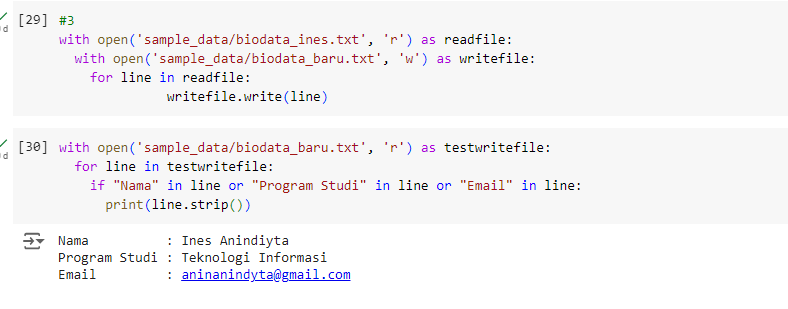 [29] #3
with open('sample_data/biodata_ines.txt', 'r') as readfile:
  with open('sample_data/biodata_baru.txt', 'w') as writefile:
    for line in readfile:
              writefile.write(line)
[30] with open('sample_data/biodata_baru.txt', 'r') as testwritefile:
  for line in testwritefile:
    if "Nama" in line or "Program Studi" in line or "Email" in line:
      print(line.strip())
Nama          : Ines Anindiyta
Program Studi : Teknologi Informasi
Email         : aninanindyta@gmail.com